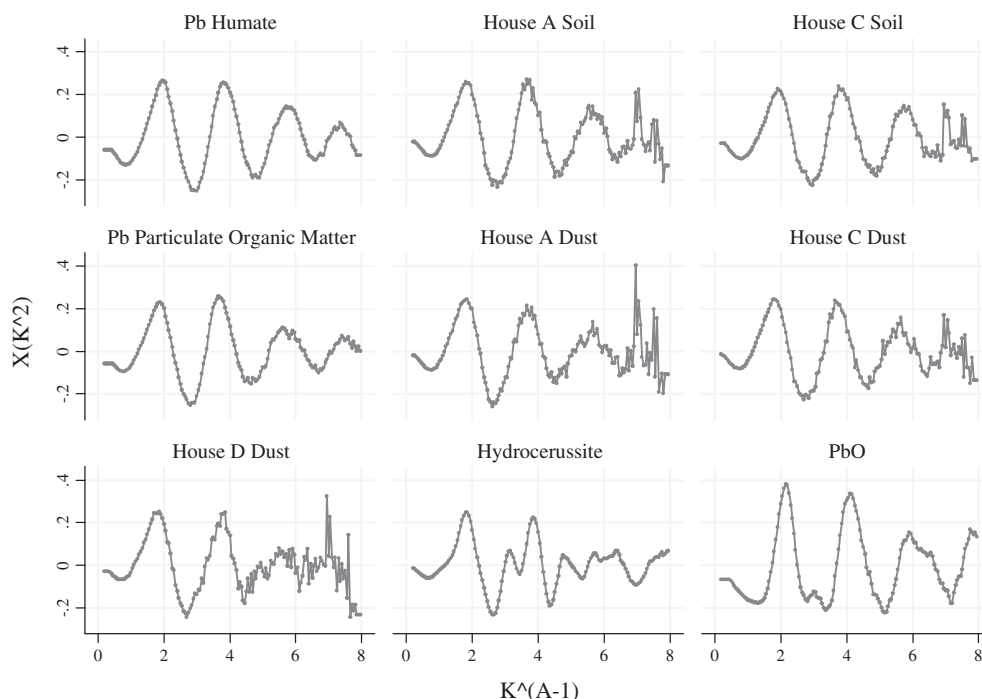 Pb Humate
House A Soil
House C Soil
.4
.2
0
-.2
Pb Particulate Organic Matter
House A Dust
House C Dust
X(K^2)
.4
.2
0
-.2
House D Dust
Hydrocerussite
PbO
.4
.2
0
-.2
0 2 4 6 8 0 2 4 6 8 0 2 4 6 8
K^(A-1)